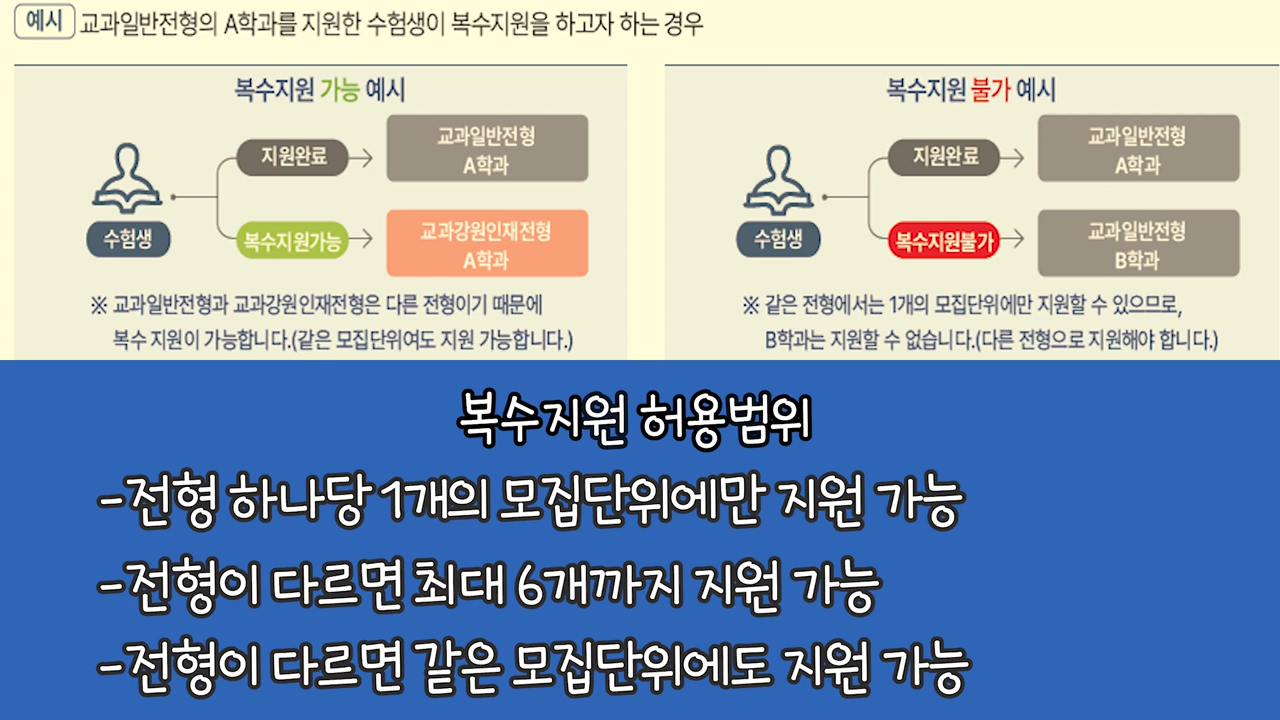 예시 교과일반전형의 A학과를 지원한 수험생이 복수지원을 하고자 하는 경우
복수지원 가능 예시
지원완료
교과일반전형
A학과
수험생
복수지원가능
교과강원인재전형
A학과
※ 교과일반전형과 교과강원인재전형은 다른 전형이기 때문에
복수 지원이 가능합니다.(같은 모집단위여도 지원 가능합니다.)
복수지원 불가 예시
지원완료
교과일반전형
A학과
수험생
복수지원불가
교과일반전형
B학과
※ 같은 전형에서는 1개의 모집단위에만 지원할 수 있으므로,
B학과는 지원할 수 없습니다.(다른 전형으로 지원해야 합니다.)
복수지원 허용범위
-전형 하나당 1개의 모집단위에만 지원 가능
-전형이 다르면 최대 6개까지 지원 가능
-전형이 다르면 같은 모집단위에도 지원 가능